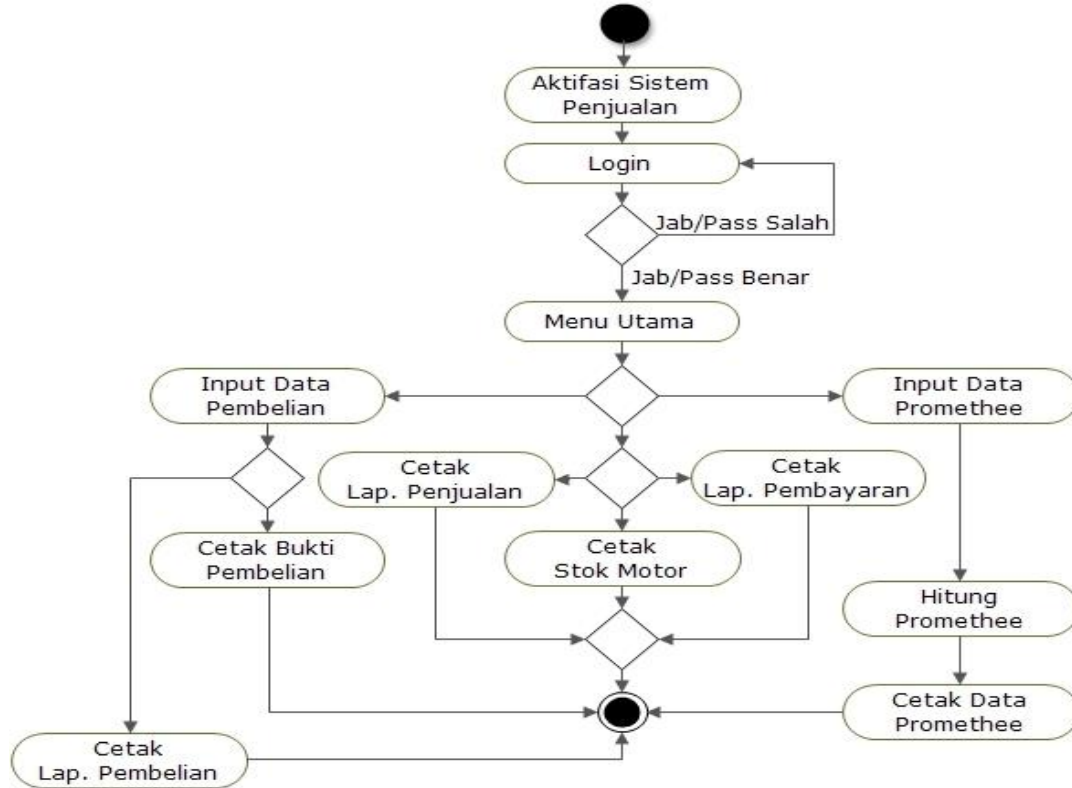 Aktifasi Sistem
Penjualan
Login
Jab/Pass Salah
Jab/Pass Benar
Menu Utama
Input Data
Pembelian
Input Data
Promethee
Cetak
Lap. Penjualan
Cetak
Lap. Pembayaran
Cetak Bukti
Pembelian
Cetak
Stok Motor
Hitung
Promethee
Cetak Data
Promethee
Cetak
Lap. Pembelian